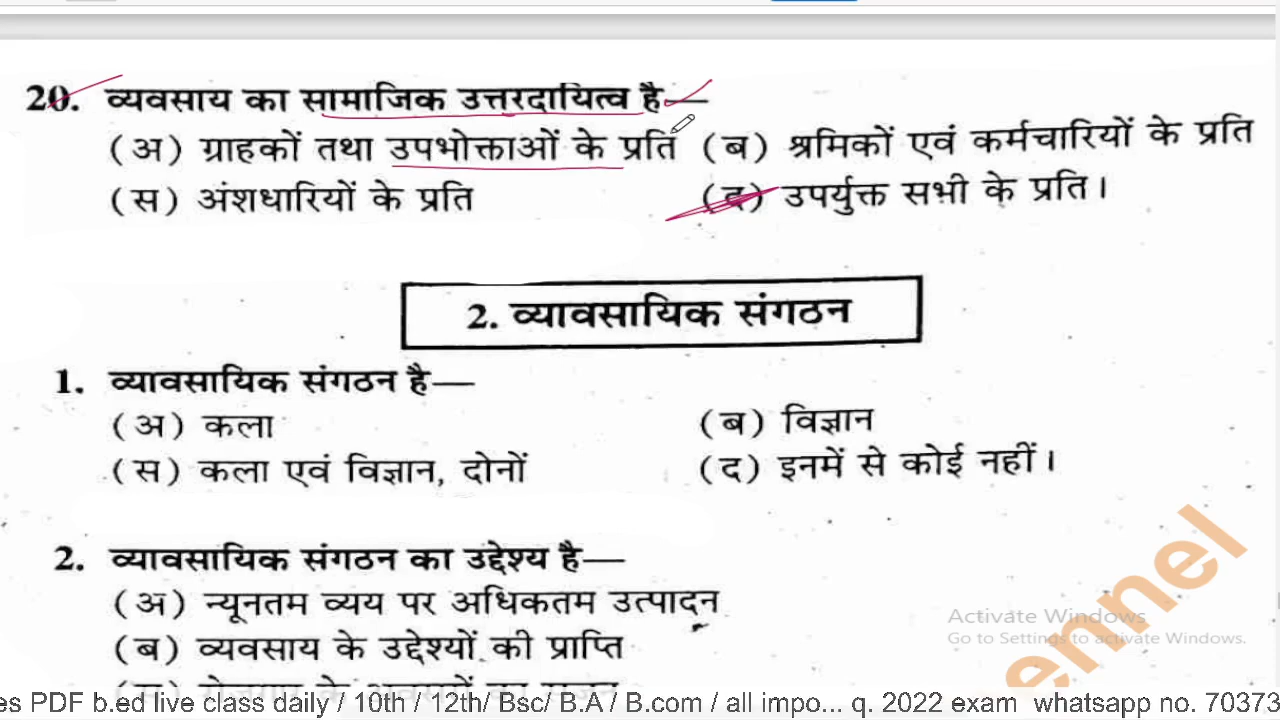 20. व्यवसाय का सामाजिक उत्तरदायित्व है—
(अ) ग्राहकों तथा उपभोक्ताओं के प्रति (ब) श्रमिकों एवं कर्मचारियों के प्रति
(स) अंशधारियों के प्रति (द) उपर्युक्त सभी के प्रति।
2. व्यावसायिक संगठन
1. व्यावसायिक संगठन है—
(अ) कला (ब) विज्ञान
(स) कला एवं विज्ञान, दोनों (द) इनमें से कोई नहीं।
2. व्यावसायिक संगठन का उद्देश्य है—
(अ) न्यूनतम व्यय पर अधिकतम उत्पादन
(ब) व्यवसाय के उद्देश्यों की प्राप्ति
Activate Windows
Go to Settings to activate Windows.
ennel
es PDF b.ed live class daily / 10th / 12th/ Bsc/ B.A / B.com / all impo... q. 2022 exam whatsapp no. 70373